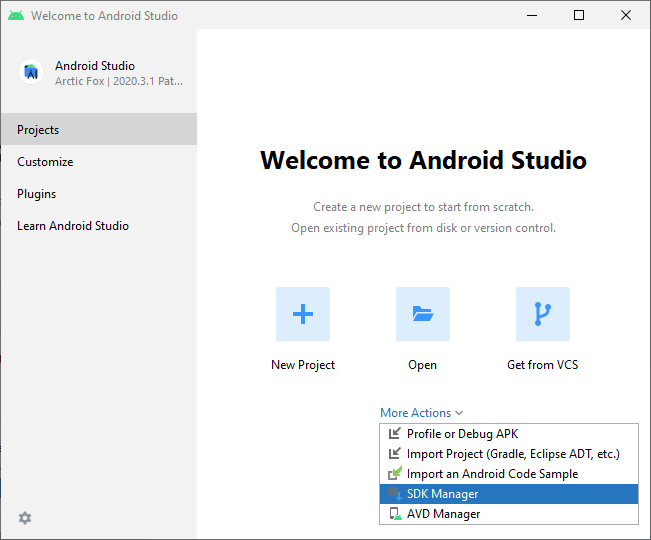 Welcome to Android Studio
Android Studio
Arctic Fox | 2020.3.1 Pat...
Projects
Customize
Plugins
Learn Android Studio
Welcome to Android Studio
Create a new project to start from scratch.
Open existing project from disk or version control.
New Project
Open
Get from VCS
More Actions
Profile or Debug APK
Import Project (Gradle, Eclipse ADT, etc.)
Import an Android Code Sample
SDK Manager
AVD Manager